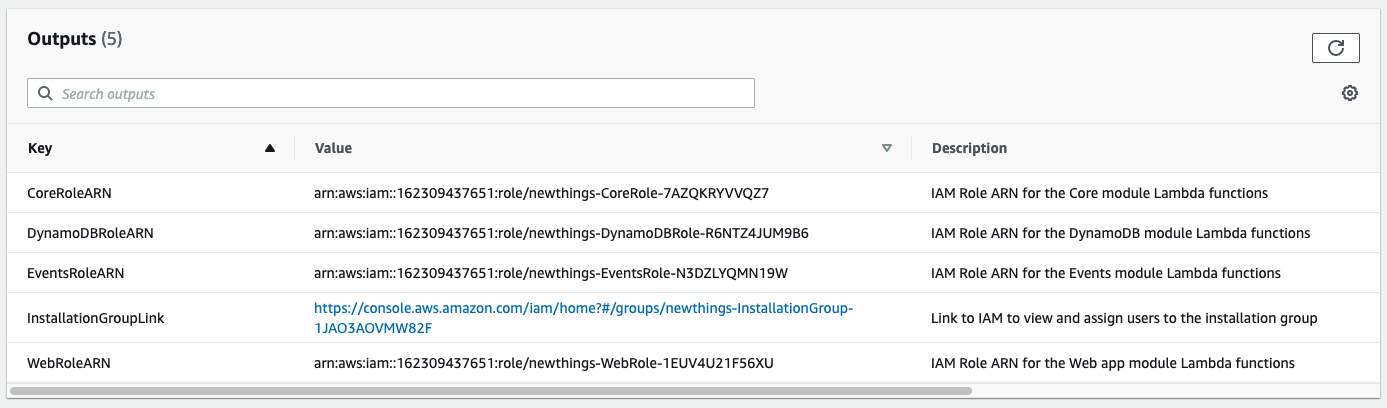 Outputs (5)
Search outputs
Key Value Description
CoreRoleARN arn:aws:iam::162309437651:role/newthings-CoreRole-7AZQKRYVVQZ7 IAM Role ARN for the Core module Lambda functions
DynamoDBRoleARN arn:aws:iam::162309437651:role/newthings-DynamoDBRole-R6NTZ4JUM9B6 IAM Role ARN for the DynamoDB module Lambda functions
EventsRoleARN arn:aws:iam::162309437651:role/newthings-EventsRole-N3DZLYQMN19W IAM Role ARN for the Events module Lambda functions
InstallationGroupLink https://console.aws.amazon.com/iam/home?#/groups/newthings-InstallationGroup-
1JAO3AOVMW82F Link to IAM to view and assign users to the installation group
WebRoleARN arn:aws:iam::162309437651:role/newthings-WebRole-1EUV4U21F56XU IAM Role ARN for the Web app module Lambda functions